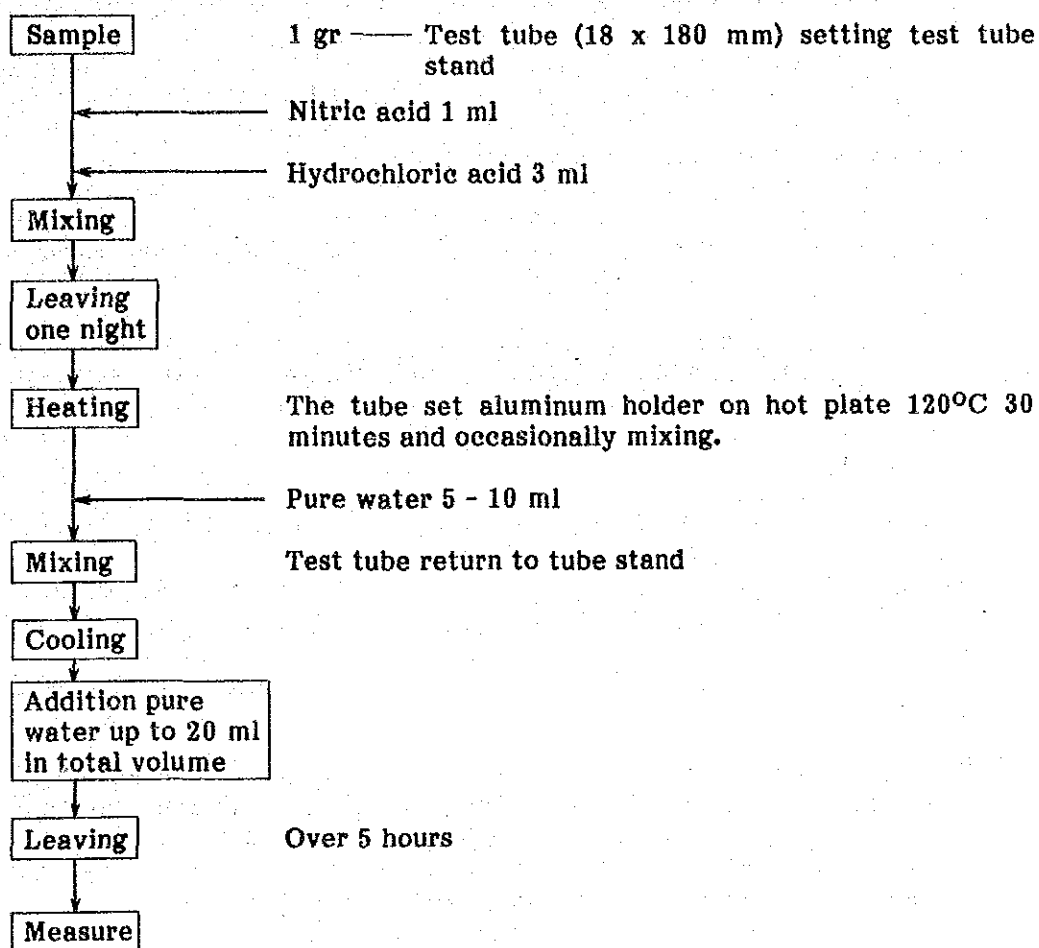 Sample 1 gr —— Test tube (18 x 180 mm) setting test tube
stand
Nitric acid 1 ml
Hydrochloric acid 3 ml
Mixing
Leaving
one night
Heating The tube set aluminum holder on hot plate 120°C 30
minutes and occasionally mixing.
Pure water 5 - 10 ml
Mixing Test tube return to tube stand
Cooling
Addition pure
water up to 20 ml
in total volume
Leaving Over 5 hours
Measure